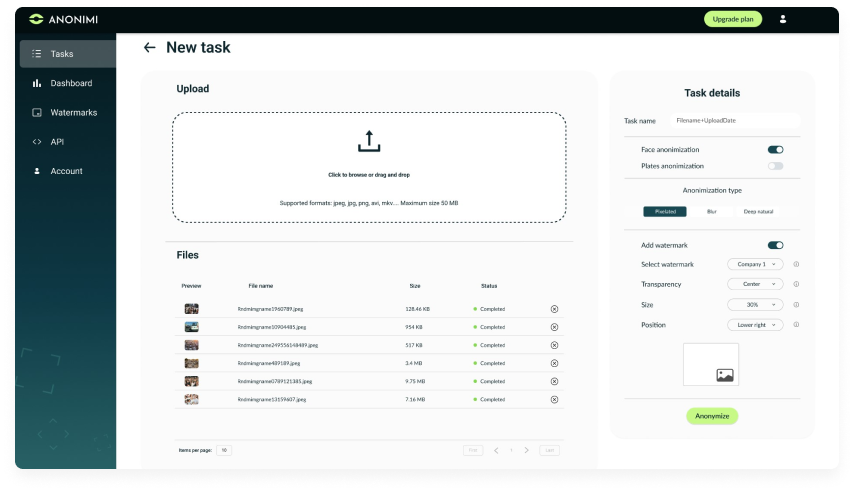 ANONIMI
Upgrade plan
Tasks
Dashboard
Watermarks
API
Account
New task
Upload
Click to browse or drag and drop
Supported formats: jpeg, jpg, png, avi, mkv.... Maximum size 50 MB
Files
Preview File name Size Status
Rndmimgname1960789.jpeg 128.46 KB Completed
Rndmimgname10904485.jpeg 954 KB Completed
Rndmimgname249556148489.jpeg 517 KB Completed
Rndmimgname489189.jpeg 3.4 MB Completed
Rndmimgname0789121385.jpeg 9.75 MB Completed
Rndmimgname13159607.jpeg 7.16 MB Completed
Items per page: 10
First 1 Last
Task details
Task name Filename+UploadDate
Face anonimization
Plates anonimization
Anonimization type
Pixelated Blur Deep natural
Add watermark
Select watermark Company 1
Transparency Center
Size 30%
Position Lower right
Anonymize